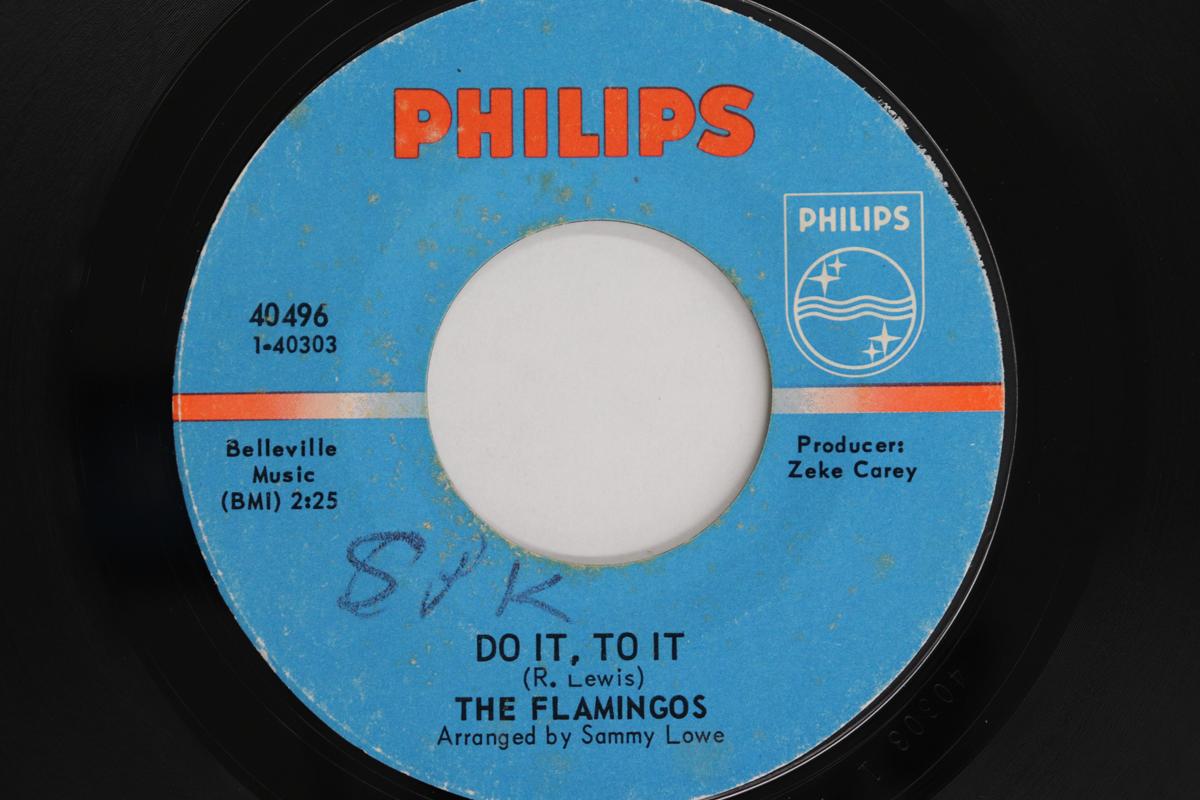 PHILIPS
PHILIPS
40496
1-40303
Belleville
Music
(BMI) 2:25
Producer:
Zeke Carey
DO IT, TO IT
(R. Lewis)
THE FLAMINGOS
Arranged by Sammy Lowe